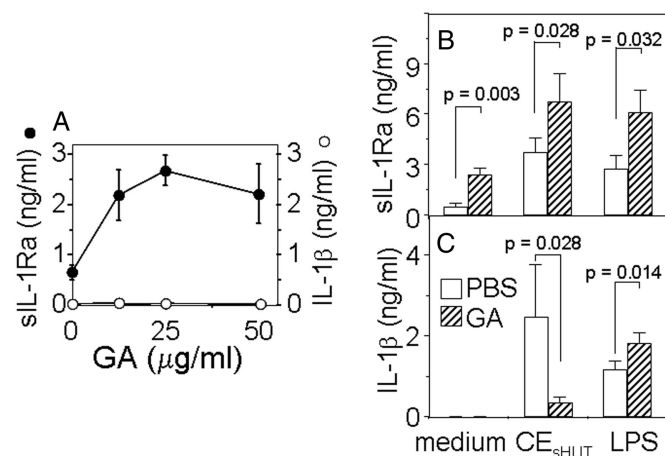 A
● sIL-1Ra (ng/ml)
3
2
1
0
IL-1β (ng/ml) ○
3
2
1
0
0 25 50
GA (μg/ml)
B
sIL-1Ra (ng/ml)
9
6
3
0
p = 0.003
p = 0.028
p = 0.032
C
IL-1β (ng/ml)
4
2
0
p = 0.028
p = 0.014
PBS
GA
medium CEsHUT LPS